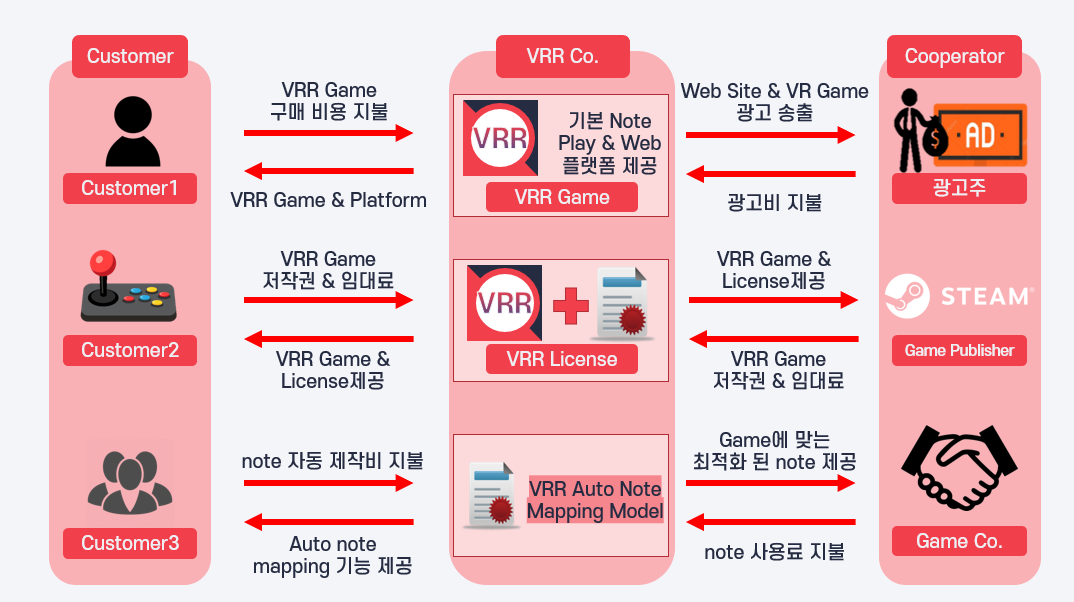 Customer
VRR Co.
Cooperator
VRR Game
구매 비용 지불
VRR Game & Platform
Customer1
VRR
기본 Note
Play & Web
플랫폼 제공
VRR Game
Web Site & VR Game
광고 송출
광고비 지불
AD
$
광고주
VRR Game
저작권 & 임대료
VRR Game &
License제공
Customer2
VRR
VRR License
VRR Game &
License제공
VRR Game
저작권 & 임대료
STEAM®
Game Publisher
note 자동 제작비 지불
Auto note
mapping 기능 제공
Customer3
VRR Auto Note
Mapping Model
Game에 맞는
최적화 된 note 제공
note 사용료 지불
Game Co.